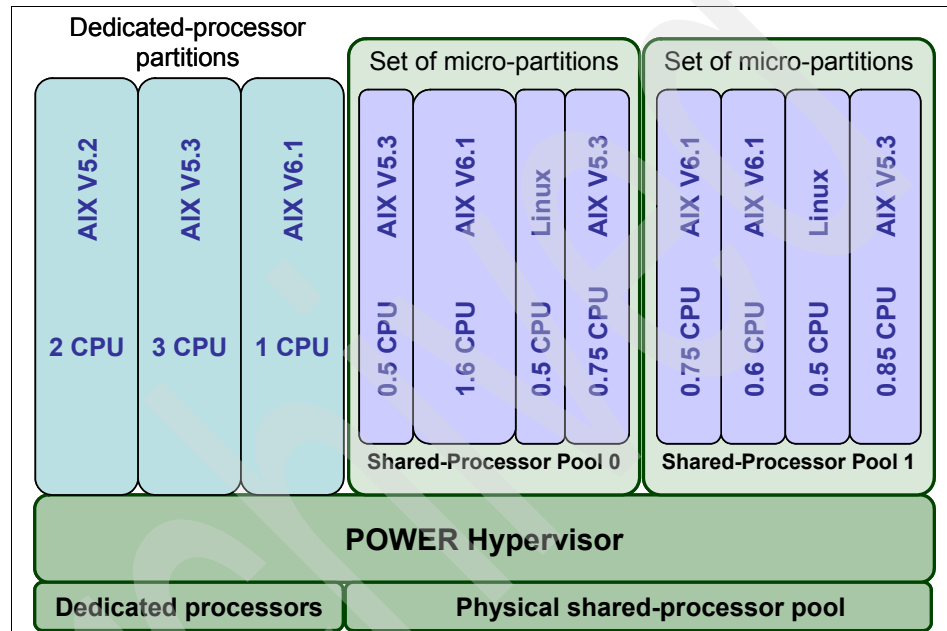 Dedicated-processor
partitions
AIX V5.2
2 CPU
AIX V5.3
3 CPU
AIX V6.1
1 CPU
Set of micro-partitions
AIX V5.3
0.5 CPU
AIX V6.1
1.6 CPU
Linux
0.5 CPU
AIX V5.3
0.75 CPU
Shared-Processor Pool 0
Set of micro-partitions
AIX V6.1
0.75 CPU
AIX V6.1
0.6 CPU
Linux
0.5 CPU
AIX V5.3
0.85 CPU
Shared-Processor Pool 1
POWER Hypervisor
Dedicated processors
Physical shared-processor pool